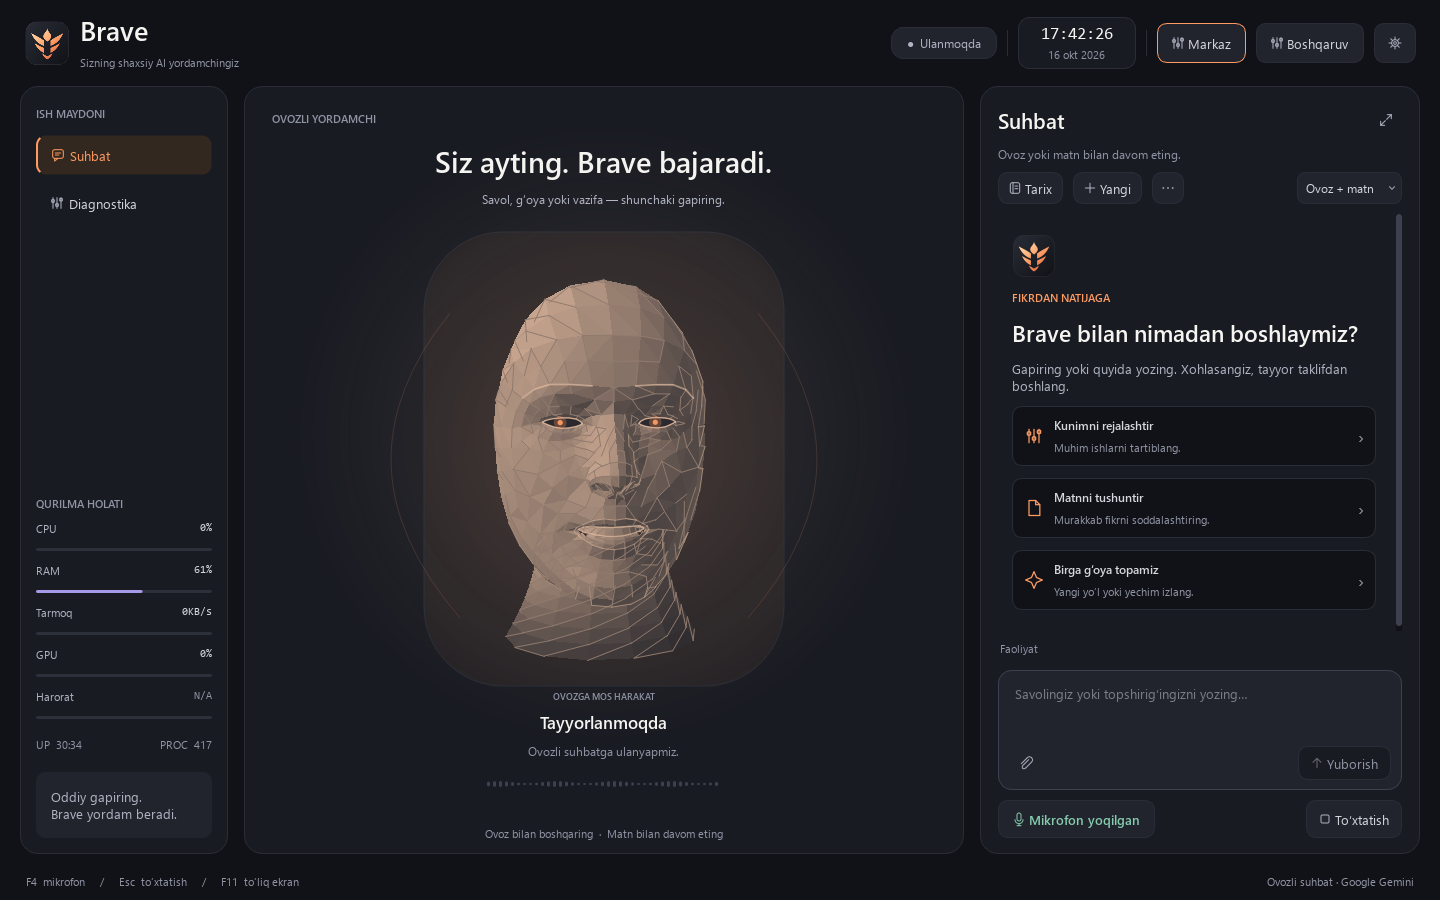 Brave
Sizning shaxsiy AI yordamchingiz
● Ulanmoqda
17:42:26
16 okt 2026
Markaz
Boshqaruv
ISH MAYDONI
Suhbat
Diagnostika
QURILMA HOLATI
CPU 0%
RAM 61%
Tarmoq 0KB/s
GPU 0%
Harorat N/A
UP 30:34 PROC 417
Oddiy gapiring.
Brave yordam beradi.
OVOZLI YORDAMCHI
Siz ayting. Brave bajaradi.
Savol, g‘oya yoki vazifa — shunchaki gapiring.
OVOZGA MOS HARAKAT
Tayyorlanmoqda
Ovozli suhbatga ulanyapmiz.
Ovoz bilan boshqaring · Matn bilan davom eting
Suhbat
Ovoz yoki matn bilan davom eting.
Tarix
Yangi
···
Ovoz + matn
FIKRDAN NATIJAGA
Brave bilan nimadan boshlaymiz?
Gapiring yoki quyida yozing. Xohlasangiz, tayyor taklifdan
boshlang.
Kunimni rejalashtir
Muhim ishlarni tartiblang.
Matnni tushuntir
Murakkab fikrni soddalashtiring.
Birga g‘oya topamiz
Yangi yo‘l yoki yechim izlang.
Faoliyat
Savolingiz yoki topshirig‘ingizni yozing…
Yuborish
Mikrofon yoqilgan
To‘xtatish
F4 mikrofon / Esc to‘xtatish / F11 to‘liq ekran
Ovozli suhbat · Google Gemini